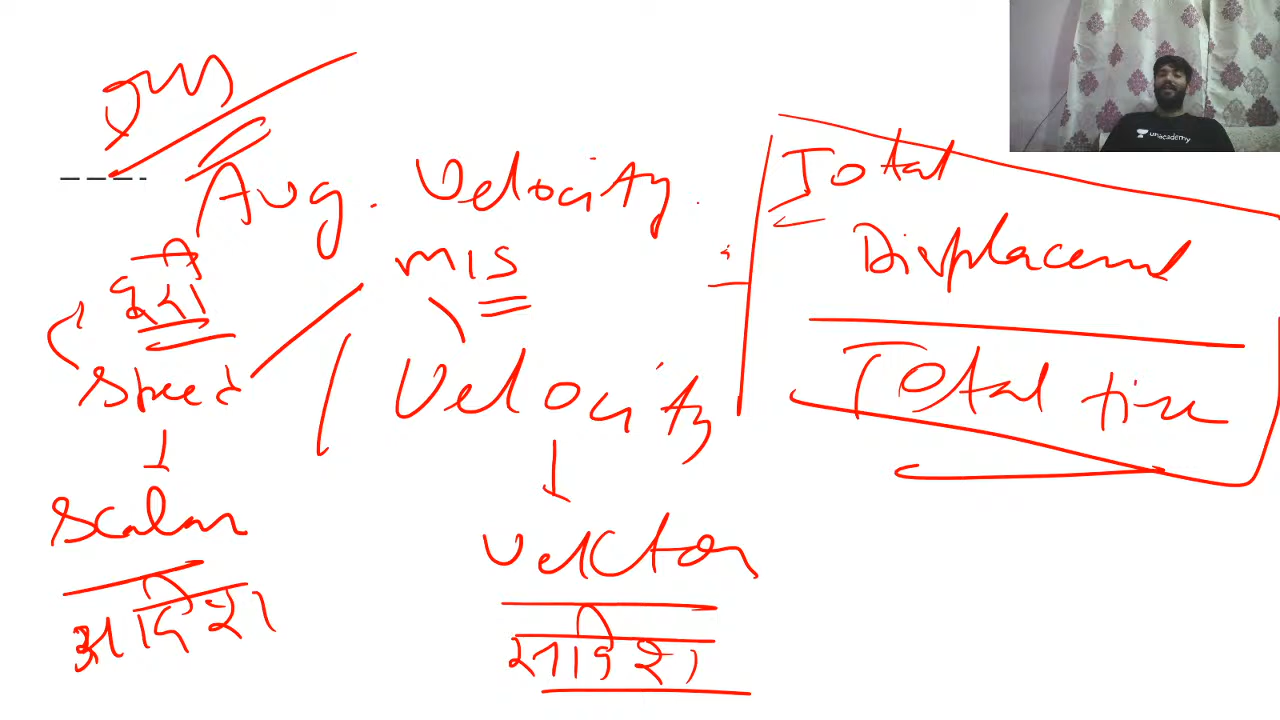 Avg. Velocity
m/s
Speed
Scalar
अदिश
Velocity
Vector
सदिश
=
Total
Displacement
Total time
unacademy